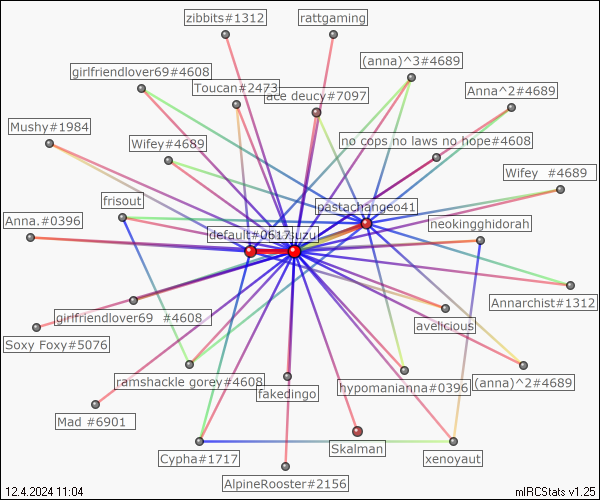 zibbits#1312
rattgaming
(anna)^3#4689
girlfriendlover69#4608
Toucan#2473
ace deucy#7097
Anna^2#4689
Mushy#1984
no cops no laws no hope#4608
Wifey#4689
Wifey #4689
frisout
pastachangeo41
Anna.#0396
neokingghidorah
default#0617
uzu
Annarchist#1312
girlfriendlover69 #4608
avelicious
Soxy Foxy#5076
ramshackle gorey#4608
hypomanianna#0396
(anna)^2#4689
fakedingo
Mad #6901
Skalman
Cypha#1717
xenoyaut
AlpineRooster#2156
12.4.2024 11:04
mIRCStats v1.25